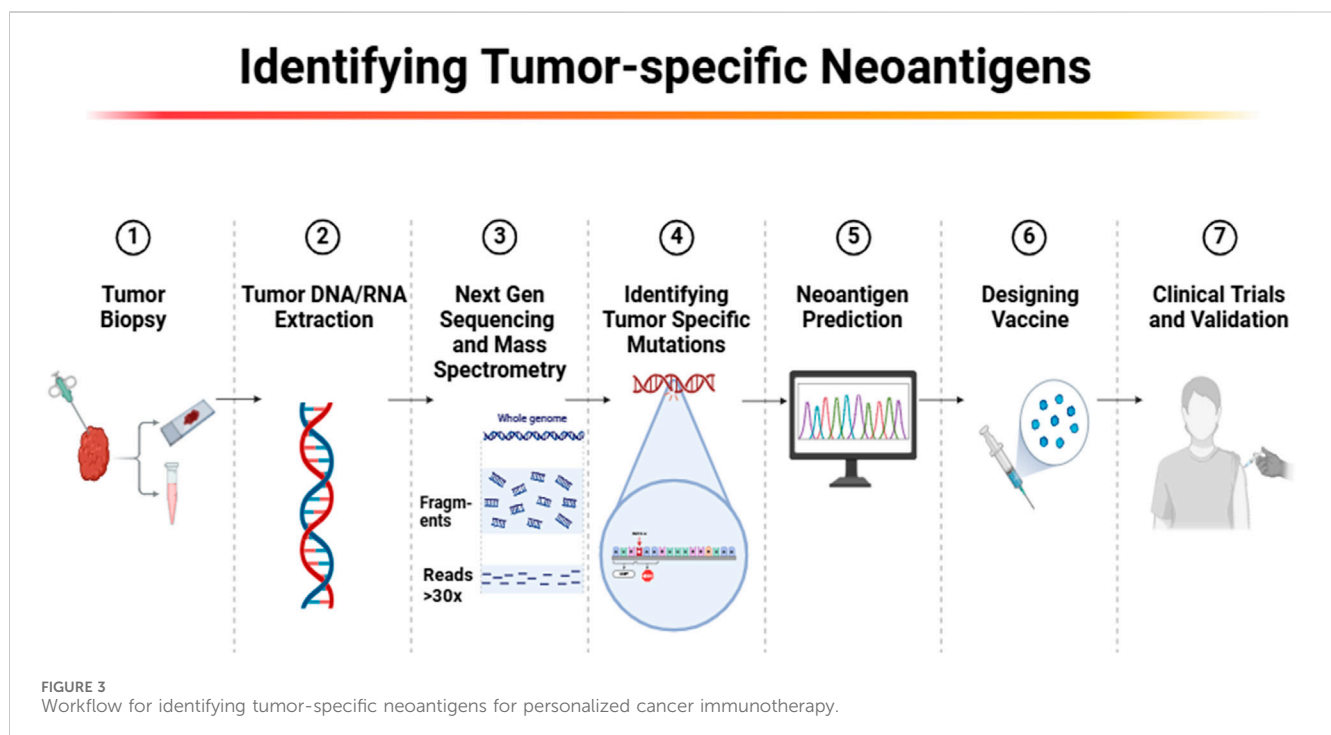 Identifying Tumor-specific Neoantigens
1
Tumor
Biopsy
2
Tumor DNA/RNA
Extraction
3
Next Gen
Sequencing
and Mass
Spectrometry
Whole genome
Fragm-
ents
Reads
>30x
4
Identifying
Tumor Specific
Mutations
5
Neoantigen
Prediction
6
Designing
Vaccine
7
Clinical Trials
and Validation
FIGURE 3
Workflow for identifying tumor-specific neoantigens for personalized cancer immunotherapy.